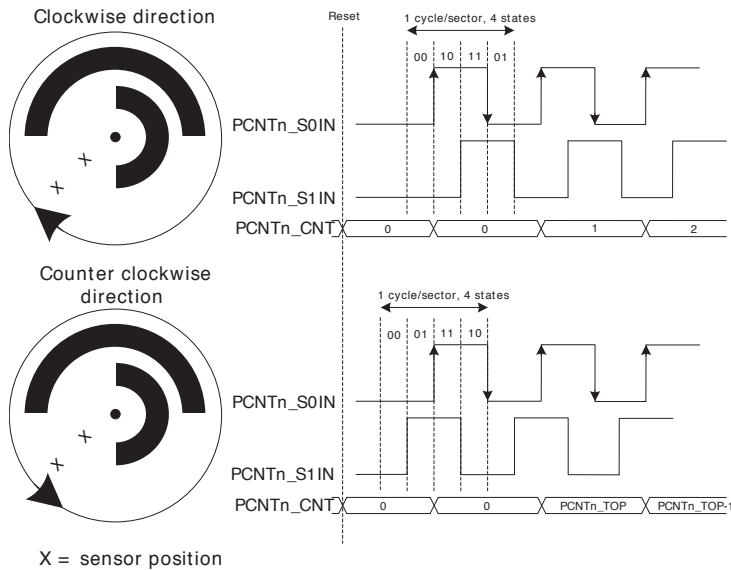 Clockwise direction
Reset
1 cycle/sector, 4 states
00 10 11 01
PCNTn_S0IN
PCNTn_S1IN
X X
PCNTn_CNT 0 0 1 2
Counter clockwise
direction
1 cycle/sector, 4 states
00 01 11 10
PCNTn_S0IN
X X
PCNTn_S1IN
PCNTn_CNT 0 0 PCNTn_TOP PCNTn_TOP-1
X = sensor position